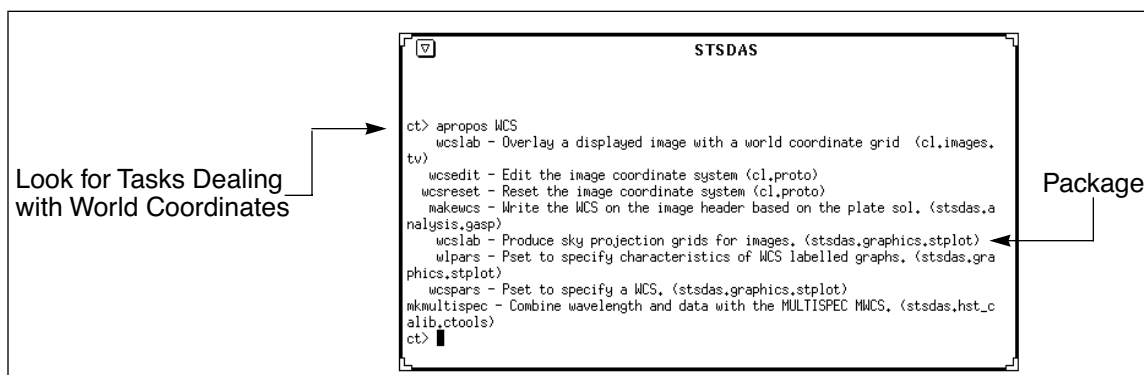 STSDAS
ct> apropos WCS
wcslab - Overlay a displayed image with a world coordinate grid (cl.images.
tv)
wcsedit - Edit the image coordinate system (cl.proto)
wcsreset - Reset the image coordinate system (cl.proto)
makewcs - Write the WCS on the image header based on the plate sol. (stsdas.a
nalysis.gasp)
wcslab - Produce sky projection grids for images. (stsdas.graphics.stplot)
wlpars - Pset to specify characteristics of WCS labelled graphs. (stsdas.gra
phics.stplot)
wcspars - Pset to specify a WCS. (stsdas.graphics.stplot)
mkmultispec - Combine wavelength and data with the MULTISPEC MWCS. (stsdas.hst_c
alib.ctools)
ct>
Look for Tasks Dealing
with World Coordinates
Package